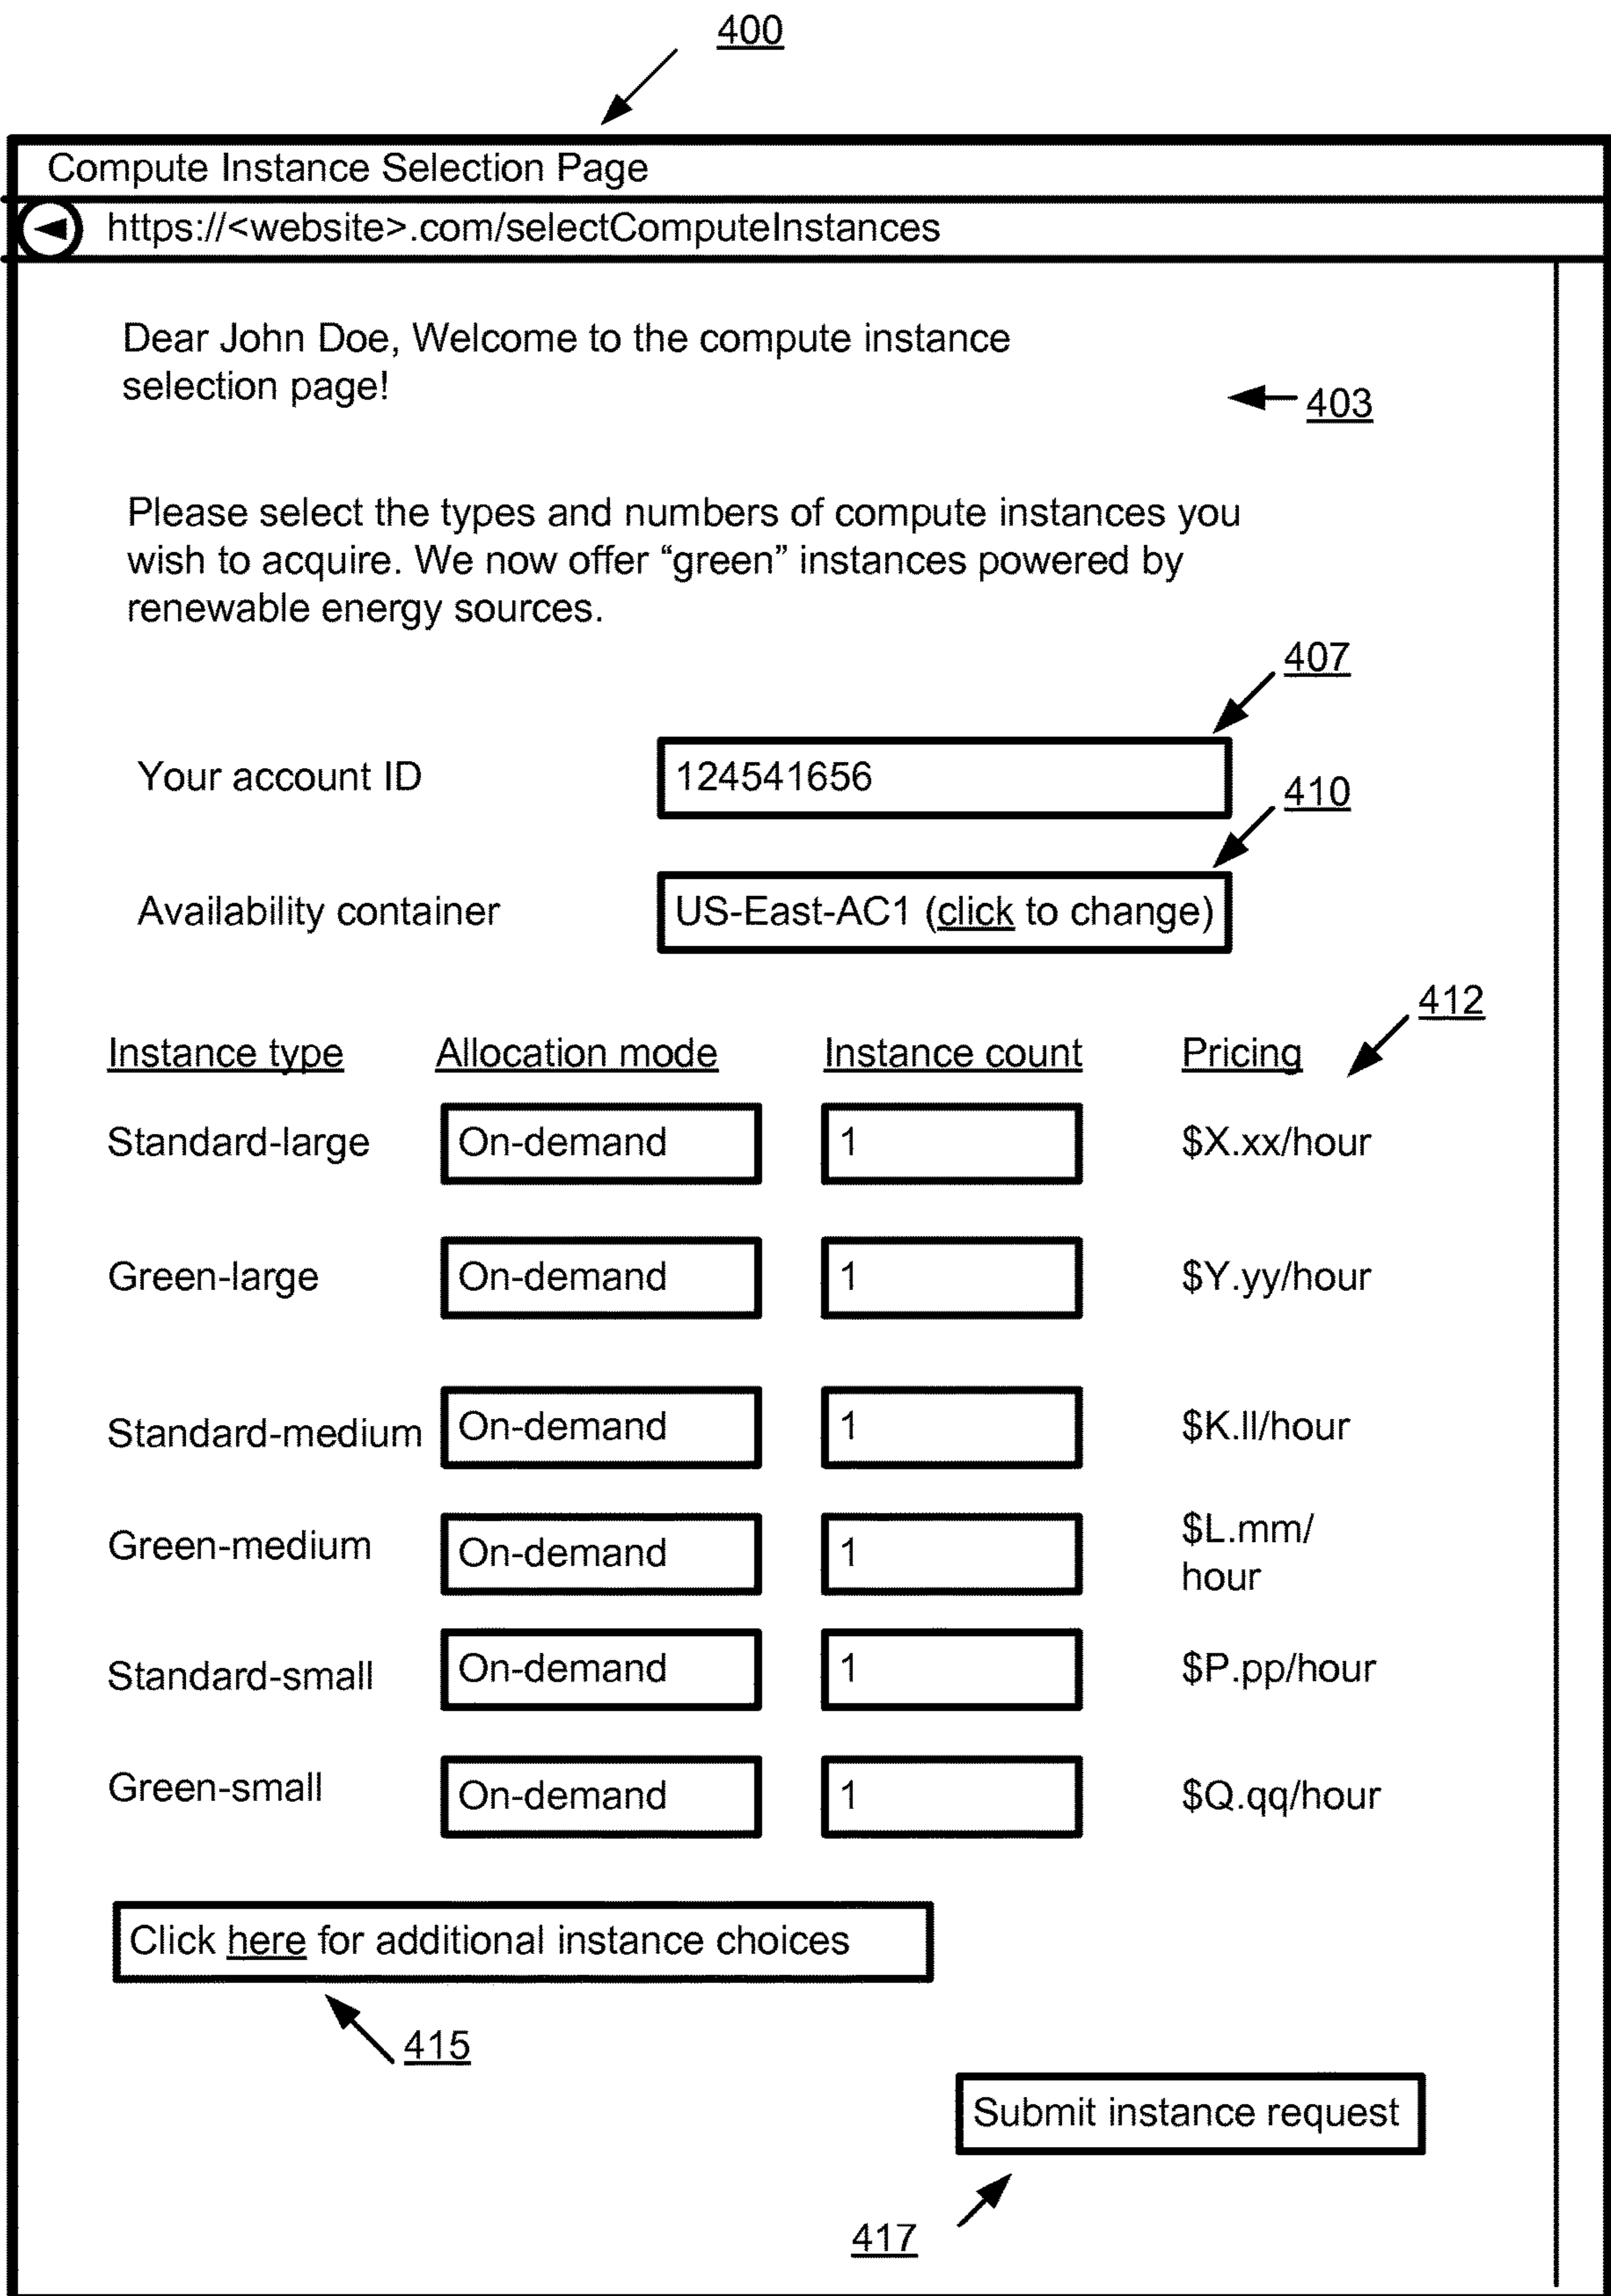 400
Compute Instance Selection Page
https://<website>.com/selectComputeInstances
Dear John Doe, Welcome to the compute instance
selection page!
403
Please select the types and numbers of compute instances you
wish to acquire. We now offer “green” instances powered by
renewable energy sources.
407
Your account ID 124541656
410
Availability container US-East-AC1 (click to change)
412
Instance type Allocation mode Instance count Pricing
Standard-large On-demand 1 $X.xx/hour
Green-large On-demand 1 $Y.yy/hour
Standard-medium On-demand 1 $K.ll/hour
Green-medium On-demand 1 $L.mm/
hour
Standard-small On-demand 1 $P.pp/hour
Green-small On-demand 1 $Q.qq/hour
Click here for additional instance choices
415
Submit instance request
417